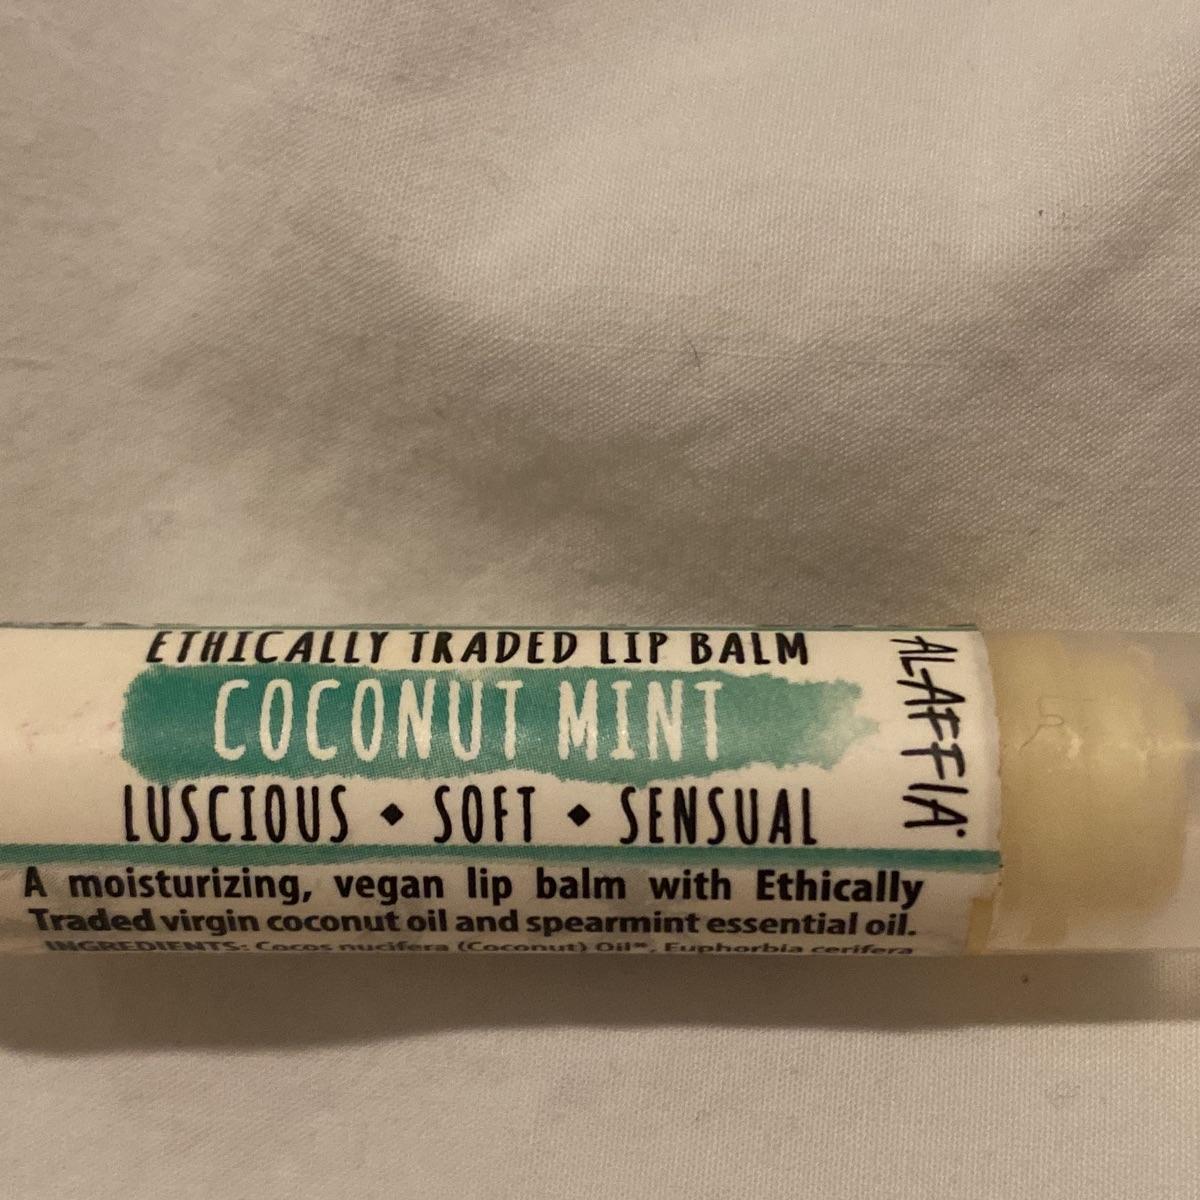 ETHICALLY TRADED LIP BALM
COCONUT MINT
LUSCIOUS ◆ SOFT ◆ SENSUAL
ALAFFIA
A moisturizing, vegan lip balm with Ethically
Traded virgin coconut oil and spearmint essential oil.
INGREDIENTS: Cocos nucifera (Coconut) Oil*, Euphorbia cerifera